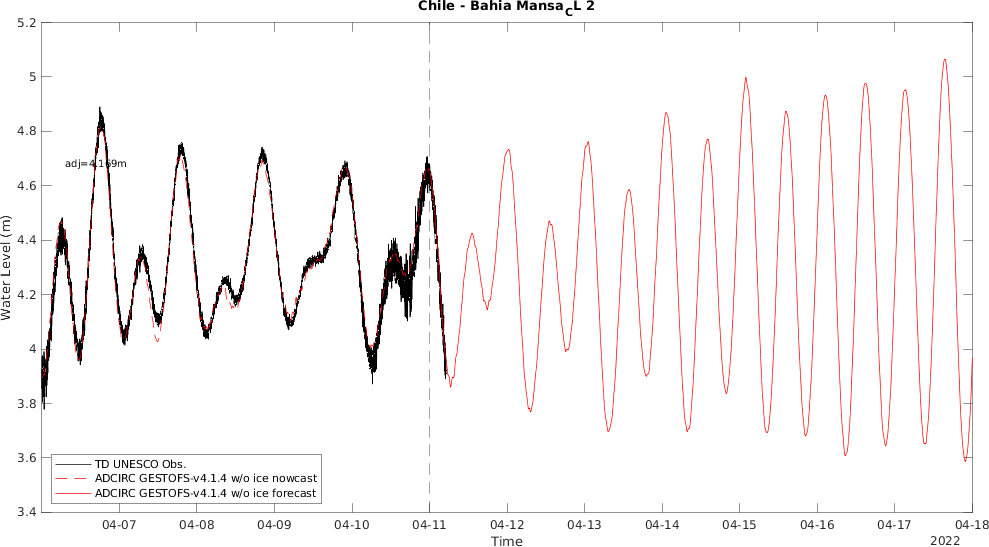 Chile - Bahia MansaCL 2
5.2
5
4.8
adj=4.169m
4.6
4.4
Water Level (m)
4.2
4
3.8
3.6
3.4
TD UNESCO Obs.
ADCIRC GESTOFS-v4.1.4 w/o ice nowcast
ADCIRC GESTOFS-v4.1.4 w/o ice forecast
04-07 04-08 04-09 04-10 04-11 04-12 04-13 04-14 04-15 04-16 04-17 04-18
Time
2022